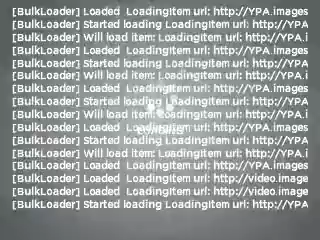 [BulkLoader] Loaded LoadingItem url: http://YPA.images
[BulkLoader] Started loading LoadingItem url: http://YPA
[BulkLoader] Will load item: LoadingItem url: http://YPA.i
[BulkLoader] Loaded LoadingItem url: http://YPA.images
[BulkLoader] Started loading LoadingItem url: http://YPA
[BulkLoader] Will load item: LoadingItem url: http://YPA.i
[BulkLoader] Loaded LoadingItem url: http://YPA.images
[BulkLoader] Started loading LoadingItem url: http://YPA
[BulkLoader] Will load item: LoadingItem url: http://YPA.i
[BulkLoader] Loaded LoadingItem url: http://YPA.images
[BulkLoader] Started loading LoadingItem url: http://YPA
[BulkLoader] Will load item: LoadingItem url: http://YPA.i
[BulkLoader] Loaded LoadingItem url: http://YPA.images
[BulkLoader] Loaded LoadingItem url: http://video.image
[BulkLoader] Loaded LoadingItem url: http://video.image
[BulkLoader] Started loading LoadingItem url: http://YPA